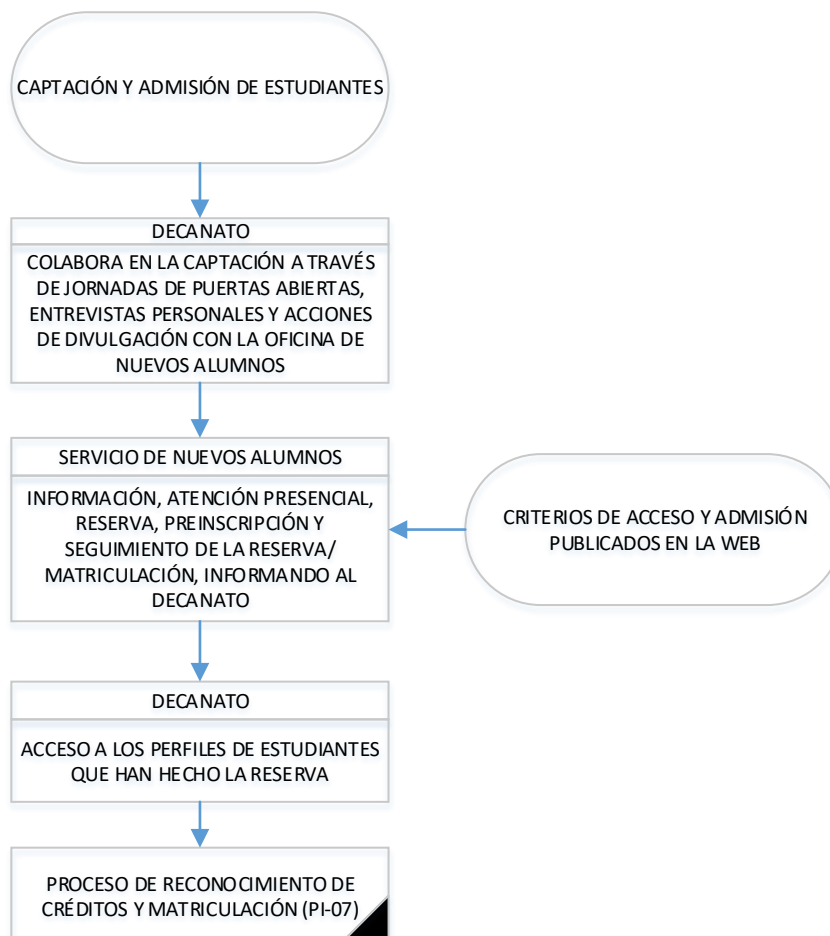 CAPTACIÓN Y ADMISIÓN DE ESTUDIANTES
DECANATO
COLABORA EN LA CAPTACIÓN A TRAVÉS
DE JORNADAS DE PUERTAS ABIERTAS,
ENTREVISTAS PERSONALES Y ACCIONES
DE DIVULGACIÓN CON LA OFICINA DE
NUEVOS ALUMNOS
SERVICIO DE NUEVOS ALUMNOS
INFORMACIÓN, ATENCIÓN PRESENCIAL,
RESERVA, PREINSCRIPCIÓN Y
SEGUIMIENTO DE LA RESERVA/
MATRICULACIÓN, INFORMANDO AL
DECANATO
CRITERIOS DE ACCESO Y ADMISIÓN
PUBLICADOS EN LA WEB
DECANATO
ACCESO A LOS PERFILES DE ESTUDIANTES
QUE HAN HECHO LA RESERVA
PROCESO DE RECONOCIMIENTO DE
CRÉDITOS Y MATRICULACIÓN (PI-07)